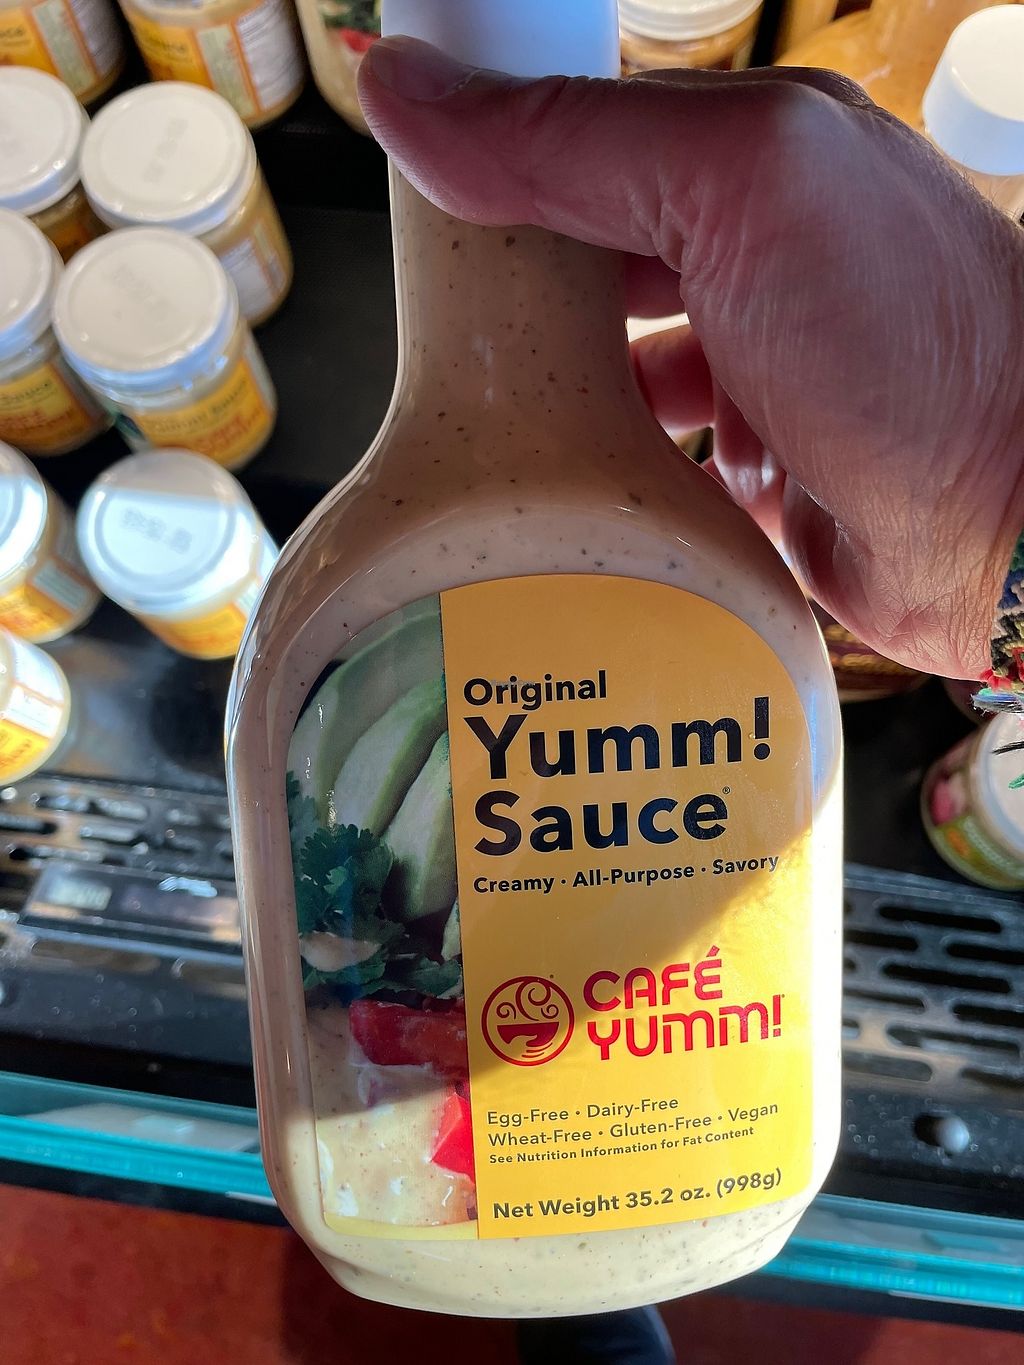 Original
Yumm!
Sauce®
Creamy · All-Purpose · Savory
CAFÉ
YUMM!
Egg-Free · Dairy-Free
Wheat-Free · Gluten-Free · Vegan
See Nutrition Information for Fat Content
Net Weight 35.2 oz. (998g)